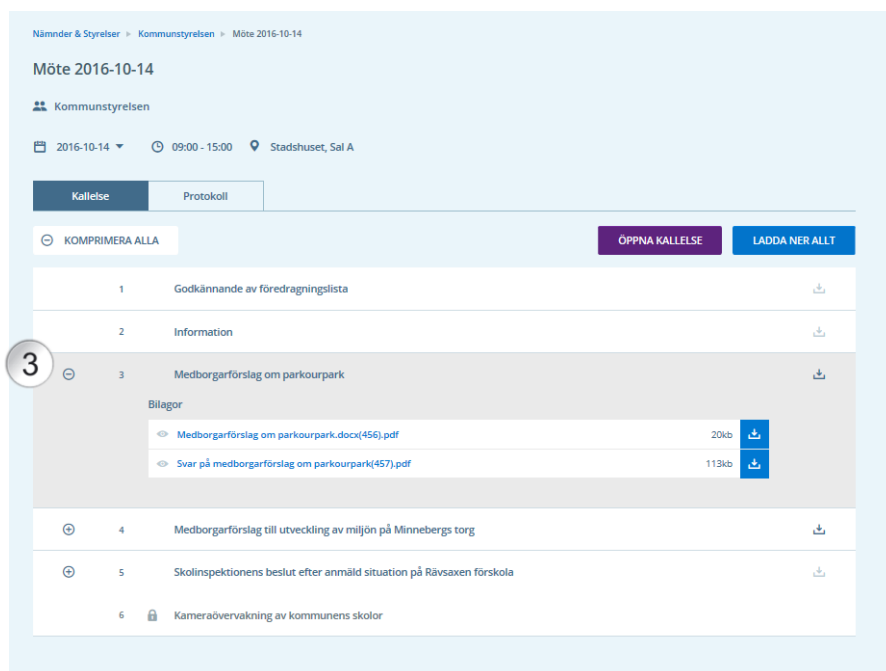 Nämnder & Styrelser ▸ Kommunstyrelsen ▸ Möte 2016-10-14
Möte 2016-10-14
Kommunstyrelsen
2016-10-14 09:00 - 15:00 Stadshuset, Sal A
Kallelse Protokoll
KOMPRIMERA ALLA ÖPPNA KALLELSE LADDA NER ALLT
1 Godkännande av föredragningslista
2 Information
3
3 Medborgarförslag om parkourpark
Bilagor
Medborgarförslag om parkourpark.docx(456).pdf 20kb
Svar på medborgarförslag om parkourpark(457).pdf 113kb
4 Medborgarförslag till utveckling av miljön på Minnebergs torg
5 Skolinspektionens beslut efter anmäld situation på Rävsaxen förskola
6 Kameraövervakning av kommunens skolor